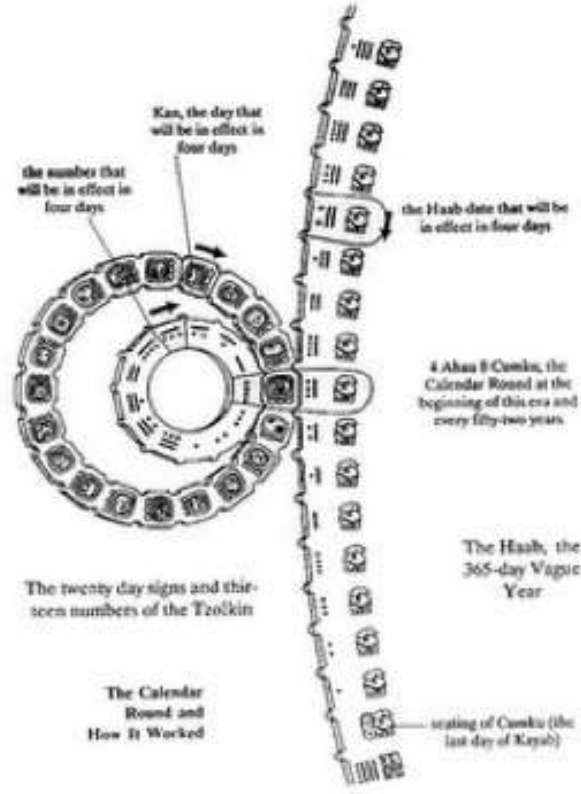 Kan, the day that
will be in effect in
four days
the number that
will be in effect in
four days
the Haab date that will be
in effect in four days
4 Ahau 8 Cumku, the
Calendar Round at the
beginning of this era and
every fifty-two years.
The Haab, the
365-day Vague
Year
The twenty day signs and thir-
teen numbers of the Tzolkin
The Calendar
Round and
How It Worked
seating of Cumku (the
last day of Kayab)